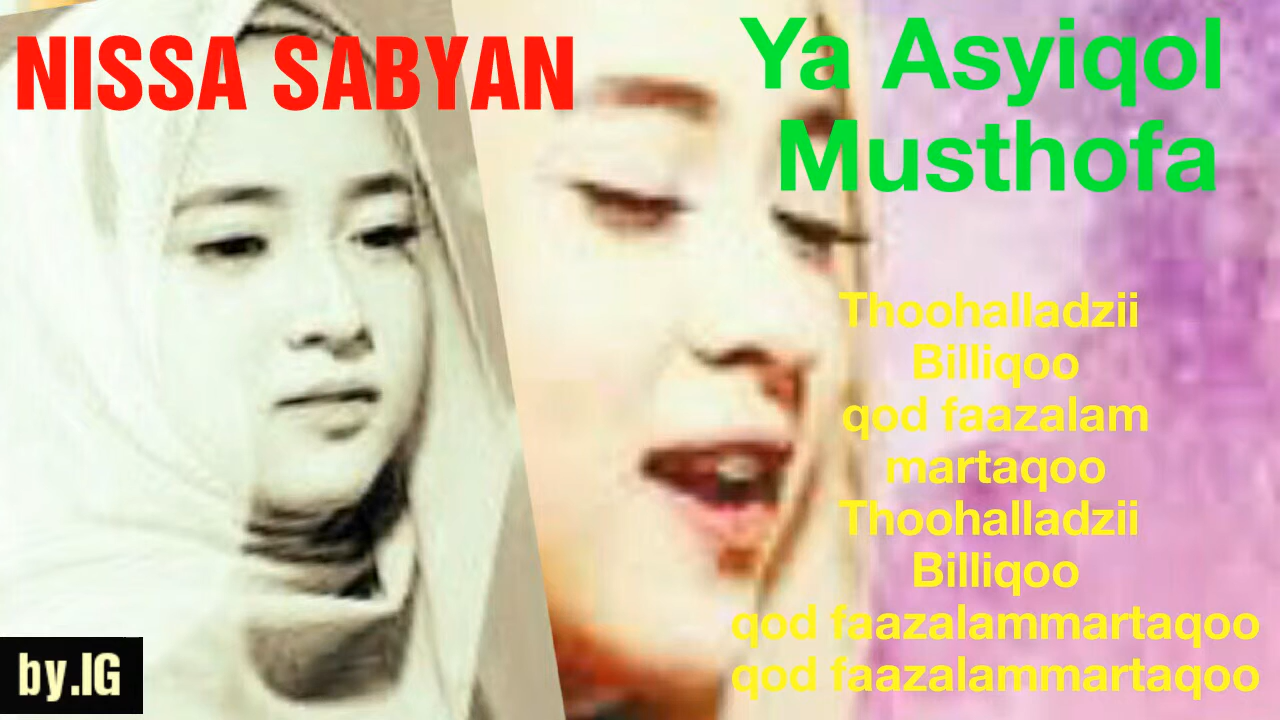 NISSA SABYAN
Ya Asyiqol
Musthofa
Thoohalladzii
Billiqoo
qod faazalam
martaqoo
Thoohalladzii
Billiqoo
qod faazalammartaqoo
qod faazalammartaqoo
by.IG